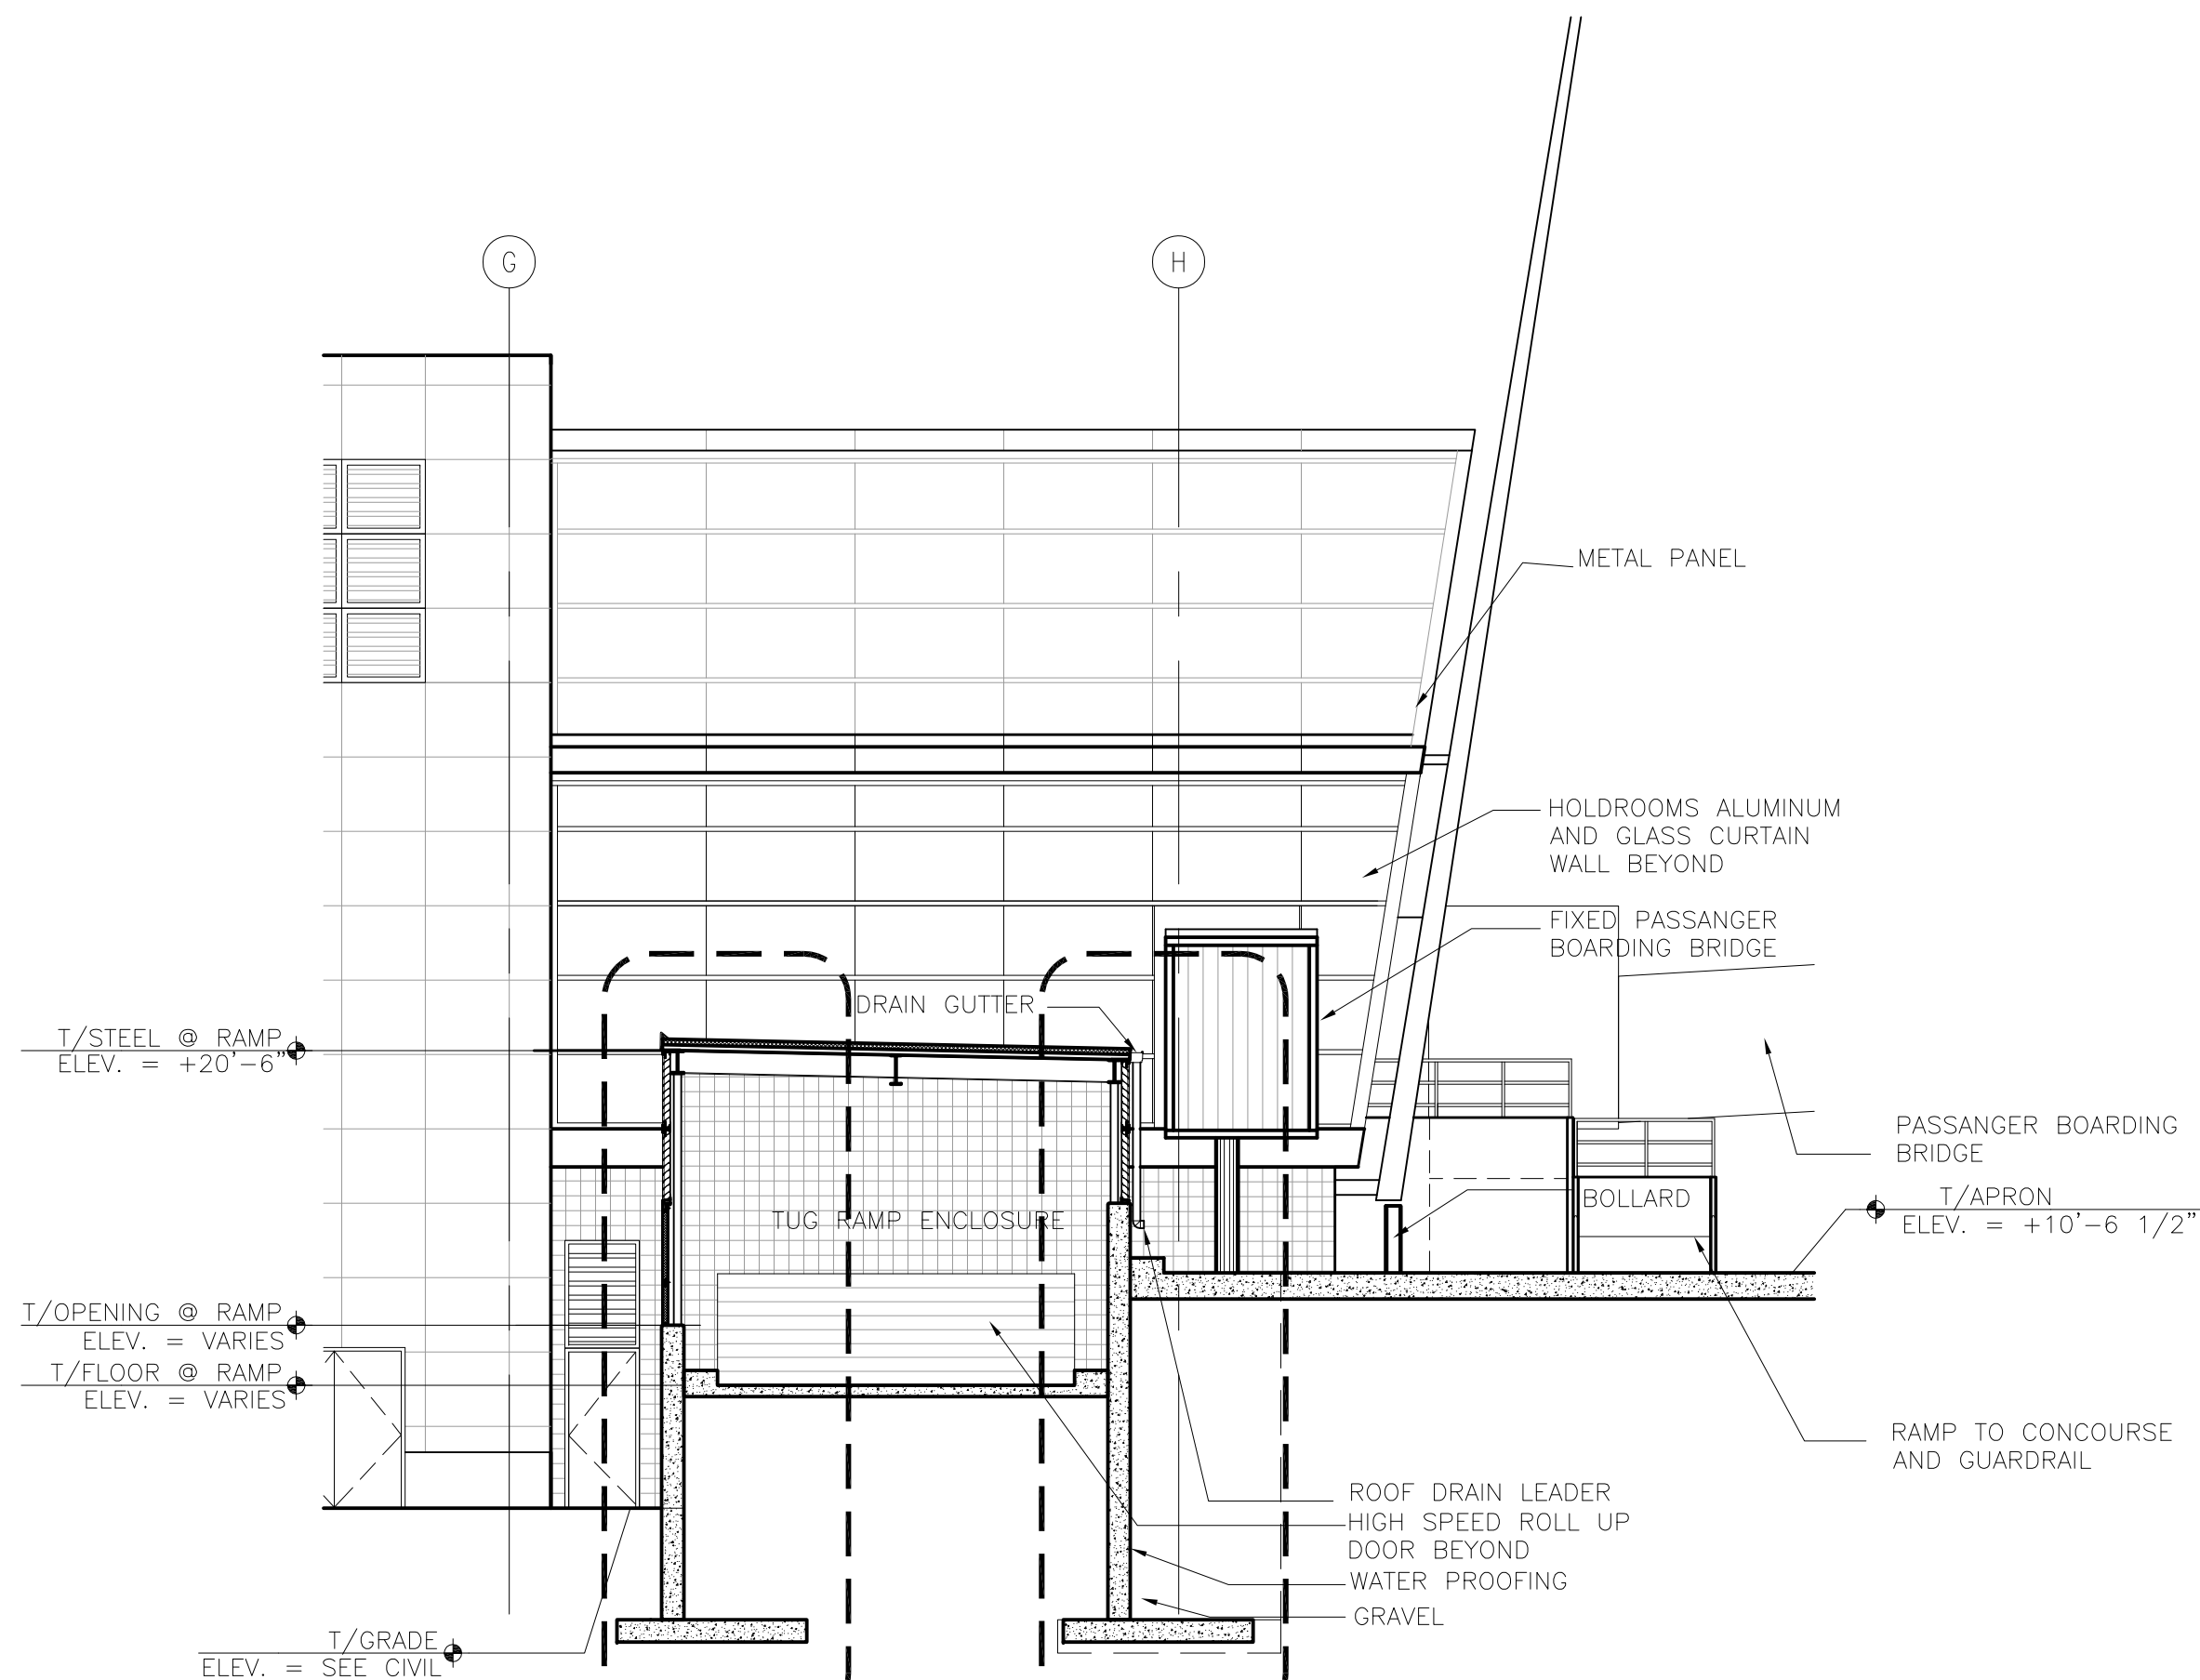 G
H
METAL PANEL
HOLDROOMS ALUMINUM
AND GLASS CURTAIN
WALL BEYOND
FIXED PASSANGER
BOARDING BRIDGE
DRAIN GUTTER
T/STEEL @ RAMP
ELEV. = +20'-6"
PASSANGER BOARDING
BRIDGE
BOLLARD
T/APRON
ELEV. = +10'-6 1/2"
TUG RAMP ENCLOSURE
T/OPENING @ RAMP
ELEV. = VARIES
T/FLOOR @ RAMP
ELEV. = VARIES
RAMP TO CONCOURSE
AND GUARDRAIL
ROOF DRAIN LEADER
HIGH SPEED ROLL UP
DOOR BEYOND
WATER PROOFING
GRAVEL
T/GRADE
ELEV. = SEE CIVIL